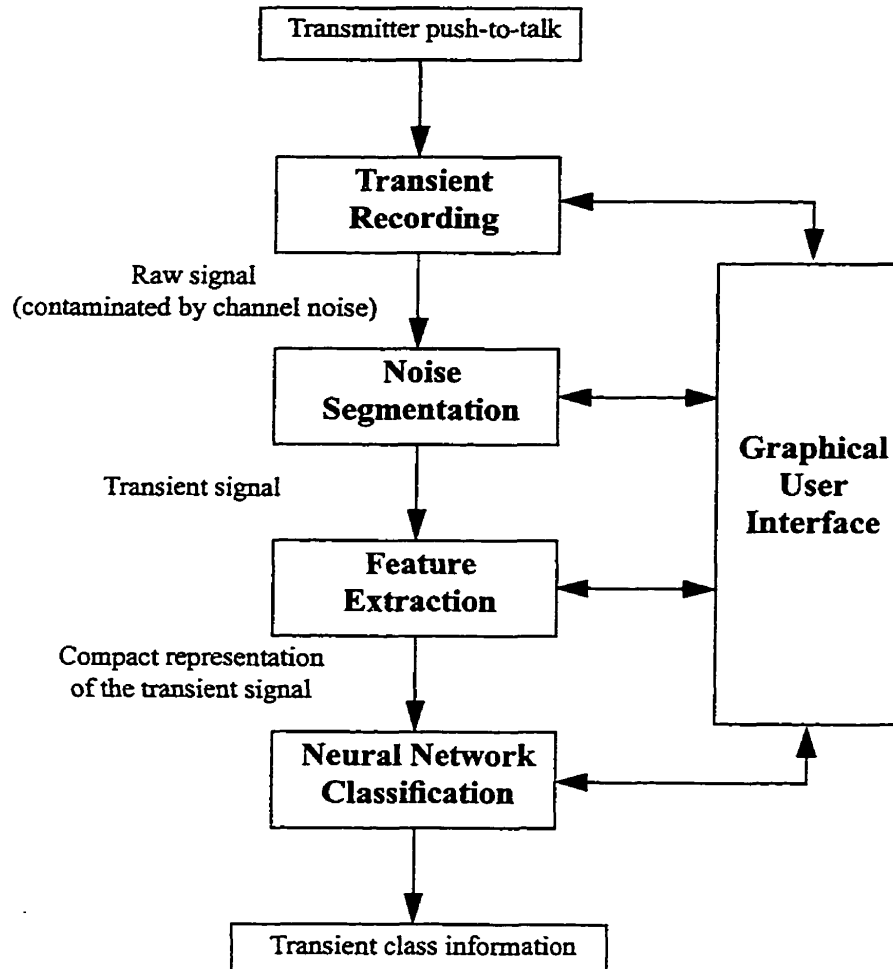 Transmitter push-to-talk
Transient
Recording
Raw signal
(contaminated by channel noise)
Noise
Segmentation
Transient signal
Graphical
User
Interface
Feature
Extraction
Compact representation
of the transient signal
Neural Network
Classification
Transient class information